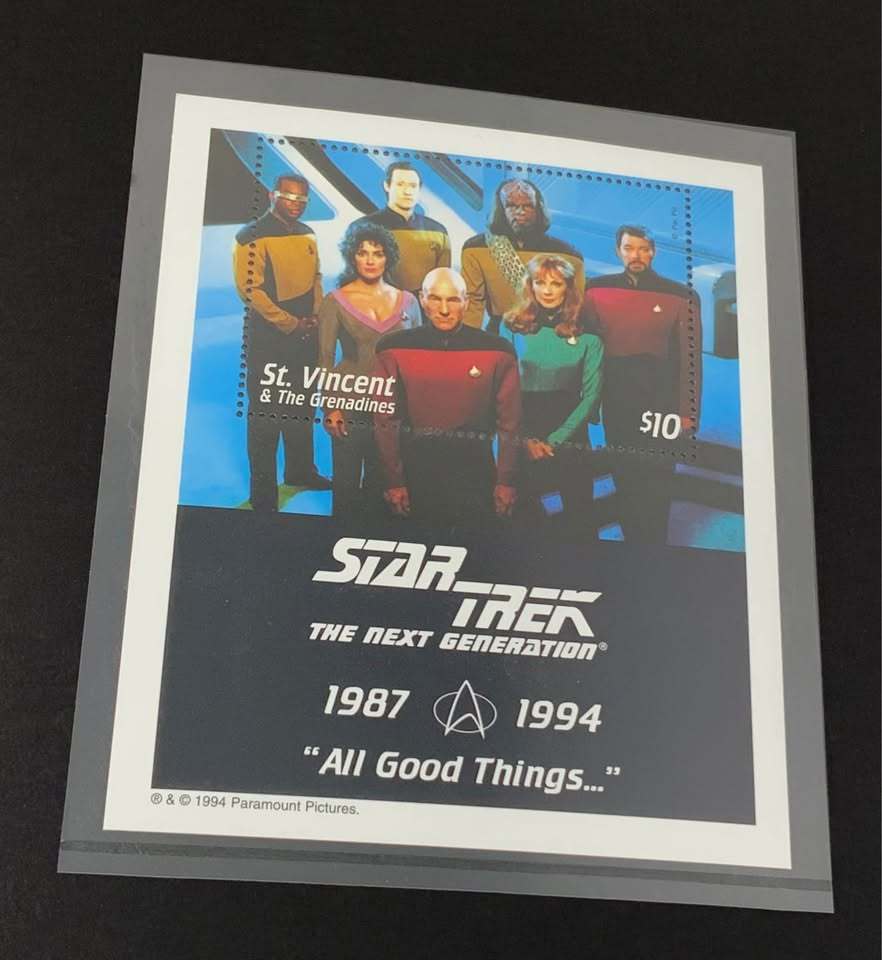 St. Vincent
& The Grenadines
$10
STAR
TREK
THE NEXT GENERATION®
1987 1994
“All Good Things...”
® & © 1994 Paramount Pictures.